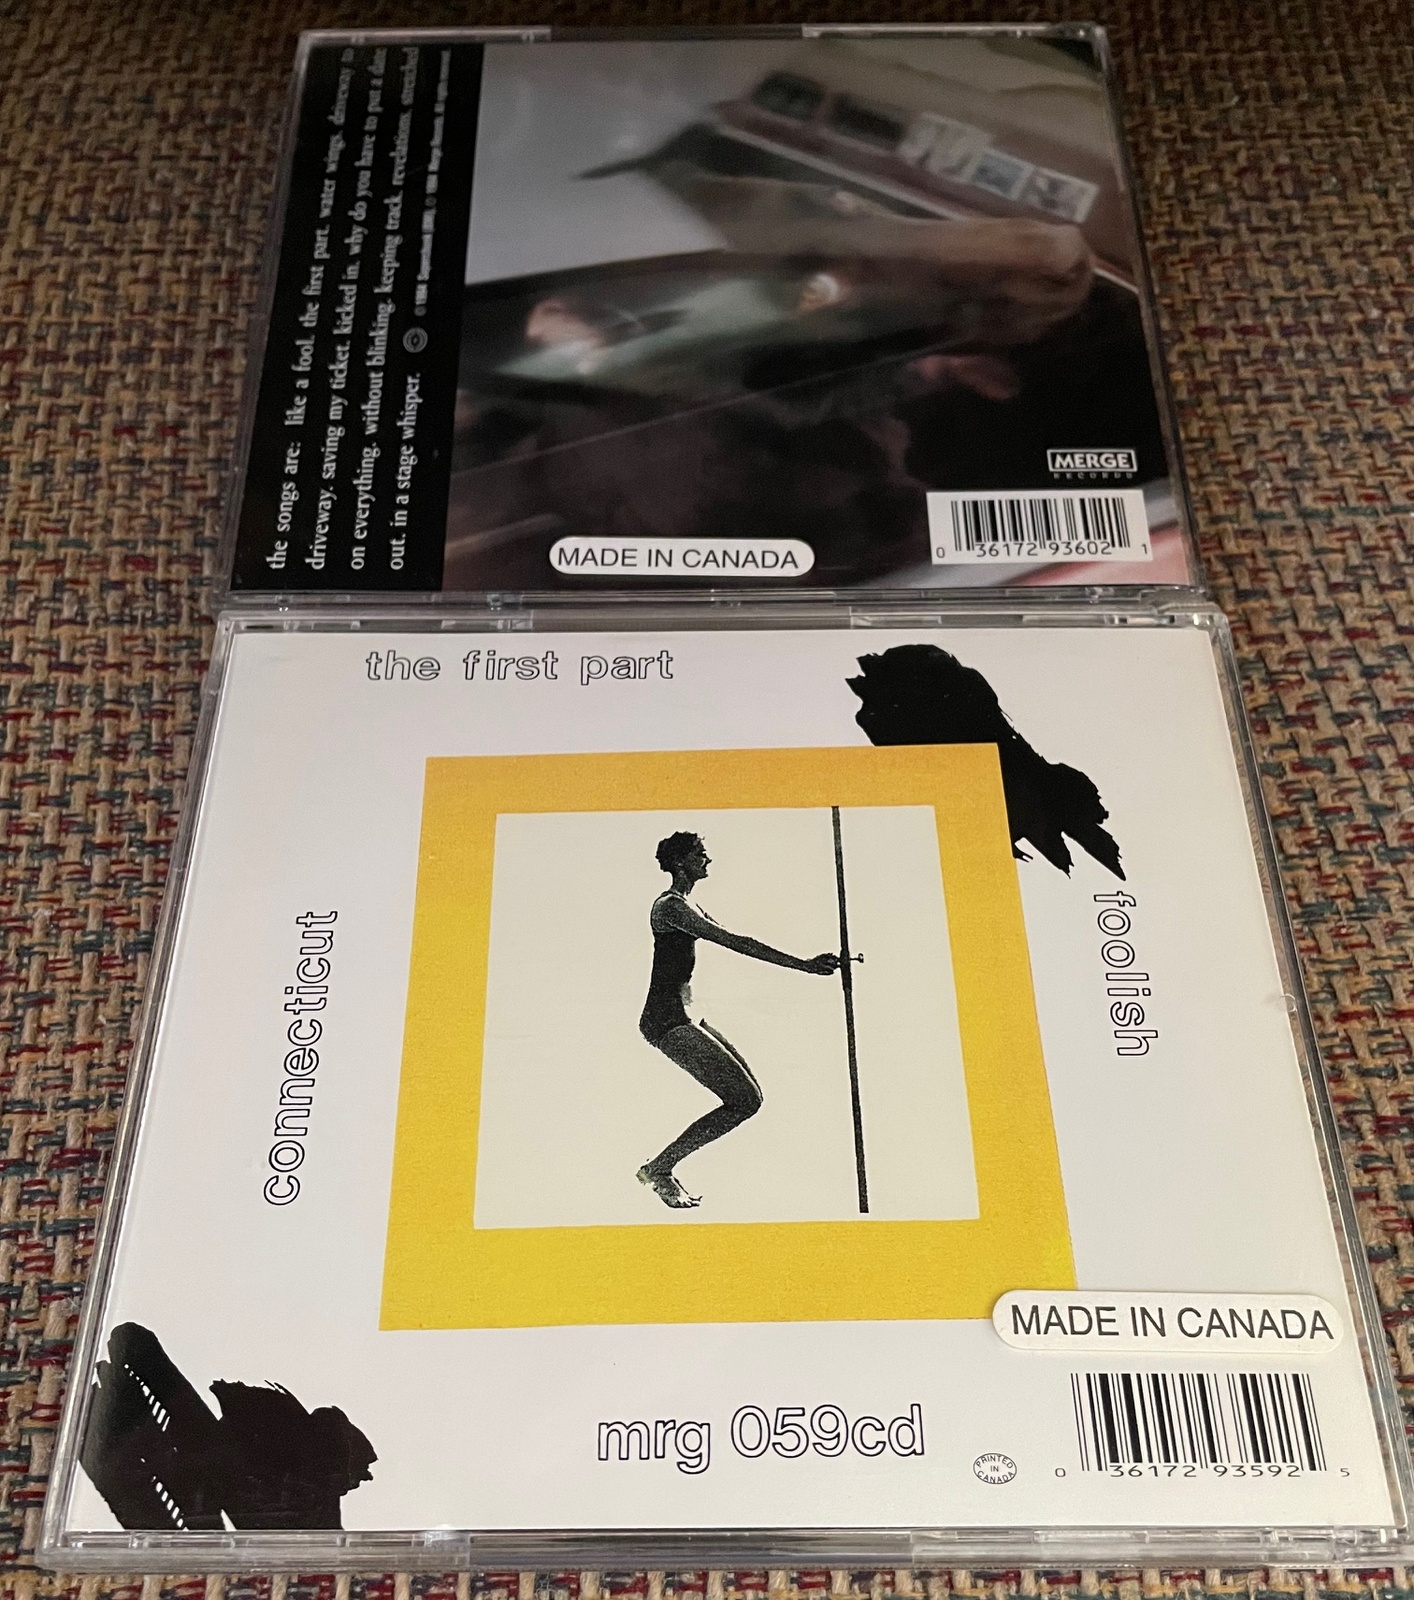 the songs are: like a fool. the first part. water wings. driveway to
driveway. saving my ticket. kicked in. why do you have to put a date
on everything. without blinking. keeping track. revelations. stretched
out. in a stage whisper.
MERGE
RECORDS
0 36172 93602 1
MADE IN CANADA
the first part
foolish
connecticut
MADE IN CANADA
mrg 059cd
PRINTED
IN
CANADA
0 36172 93592 5